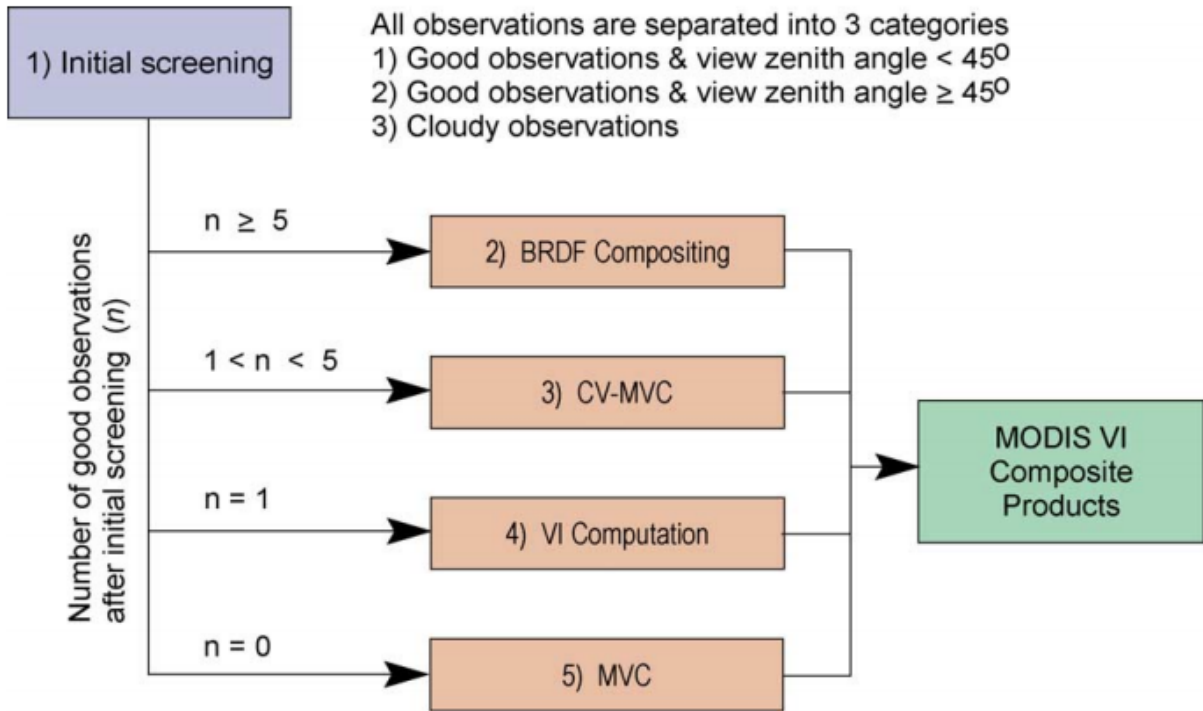 1) Initial screening
All observations are separated into 3 categories
1) Good observations & view zenith angle < 45º
2) Good observations & view zenith angle ≥ 45º
3) Cloudy observations
Number of good observations
after initial screening (n)
n ≥ 5
2) BRDF Compositing
1 < n < 5
3) CV-MVC
n = 1
4) VI Computation
n = 0
5) MVC
MODIS VI
Composite
Products